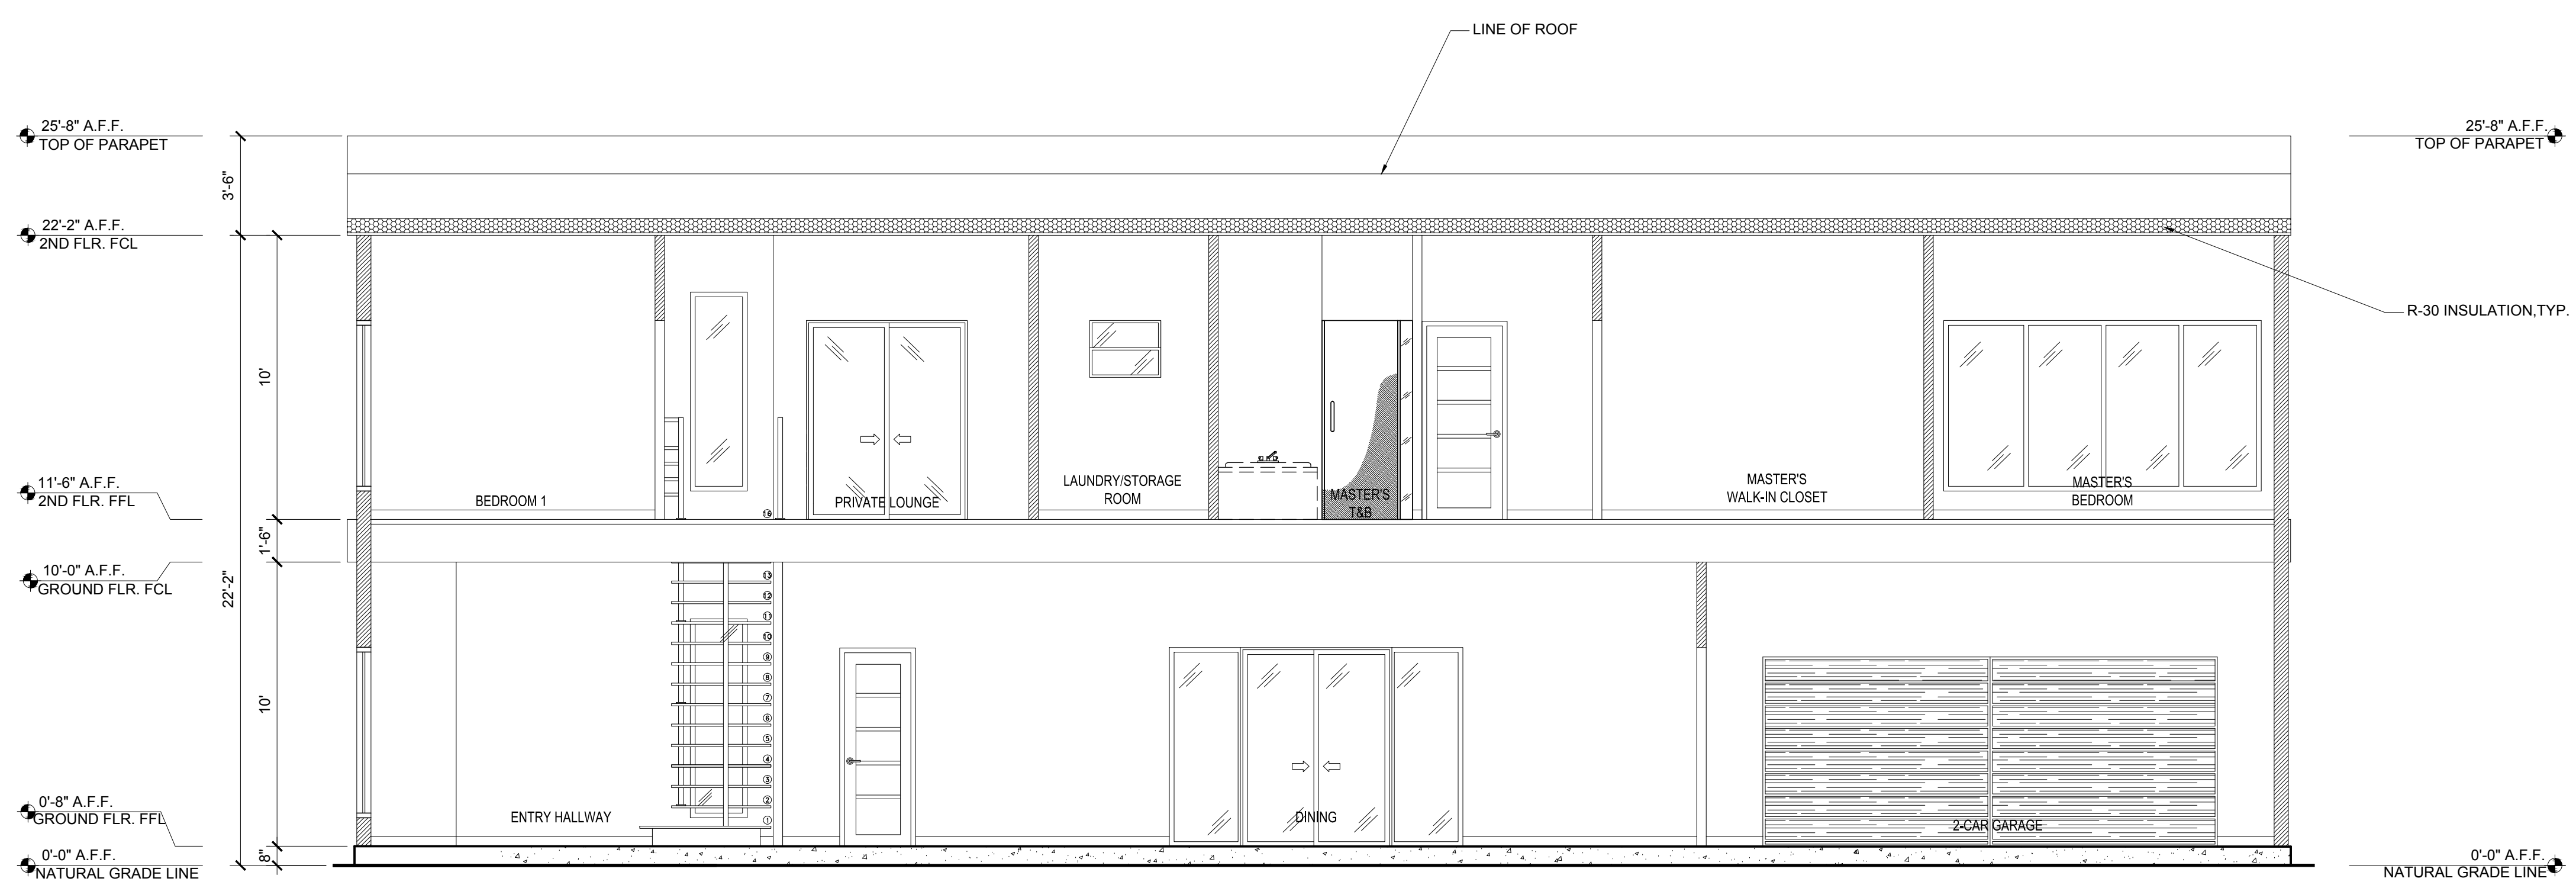 LINE OF ROOF
25'-8" A.F.F.
TOP OF PARAPET
25'-8" A.F.F.
TOP OF PARAPET
3'-6"
22'-2" A.F.F.
2ND FLR. FCL
R-30 INSULATION,TYP.
10'
11'-6" A.F.F.
2ND FLR. FFL
BEDROOM 1
16
PRIVATE LOUNGE
LAUNDRY/STORAGE
ROOM
MASTER'S
T&B
MASTER'S
WALK-IN CLOSET
MASTER'S
BEDROOM
1'-6"
10'-0" A.F.F.
GROUND FLR. FCL
22'-2"
13
12
11
10
9
8
7
6
5
4
3
2
1
10'
0'-8" A.F.F.
GROUND FLR. FFL
ENTRY HALLWAY
DINING
2-CAR GARAGE
8"
0'-0" A.F.F.
NATURAL GRADE LINE
0'-0" A.F.F.
NATURAL GRADE LINE